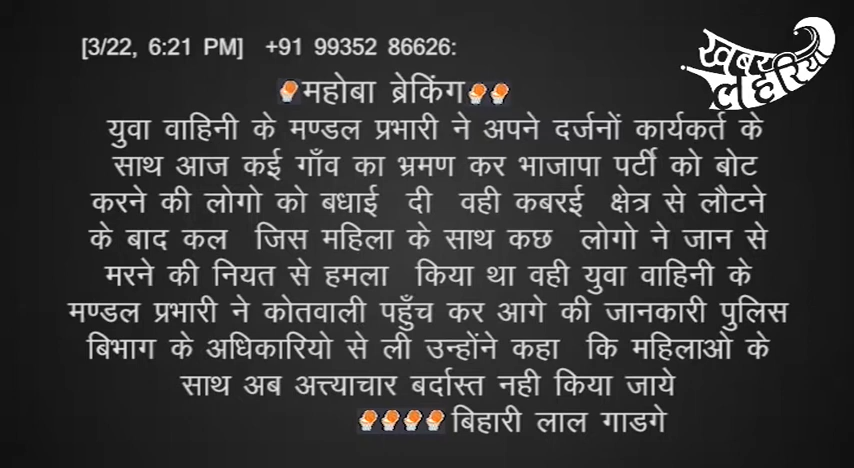 [3/22, 6:21 PM] +91 99352 86626:
खबर
लहरिया
महोबा ब्रेकिंग
युवा वाहिनी के मण्डल प्रभारी ने अपने दर्जनों कार्यकर्त के
साथ आज कई गाँव का भ्रमण कर भाजापा पर्टी को बोट
करने की लोगो को बधाई दी वही कबरई क्षेत्र से लौटने
के बाद कल जिस महिला के साथ कछ लोगो ने जान से
मरने की नियत से हमला किया था वही युवा वाहिनी के
मण्डल प्रभारी ने कोतवाली पहुँच कर आगे की जानकारी पुलिस
बिभाग के अधिकारियो से ली उन्होंने कहा कि महिलाओ के
साथ अब अत्त्याचार बर्दास्त नही किया जाये
बिहारी लाल गाडगे